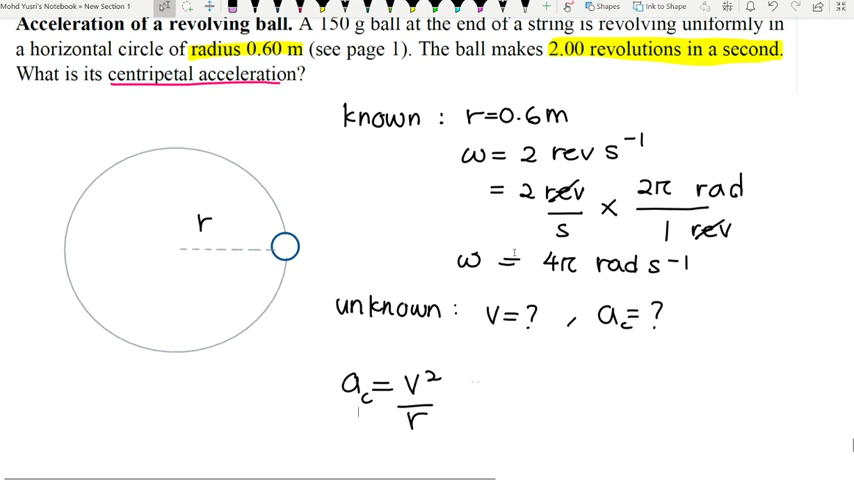 Mohd Yusri's Notebook » New Section 1
Shapes
Ink to Shape
Acceleration of a revolving ball. A 150 g ball at the end of a string is revolving uniformly in
a horizontal circle of radius 0.60 m (see page 1). The ball makes 2.00 revolutions in a second.
What is its centripetal acceleration?
known : r=0.6m
ω = 2 rev s⁻¹
= 2 rev/s × 2π rad/1 rev
r
ω = 4π rad s⁻¹
unknown : v=? , a_c=?
a_c = v²/r